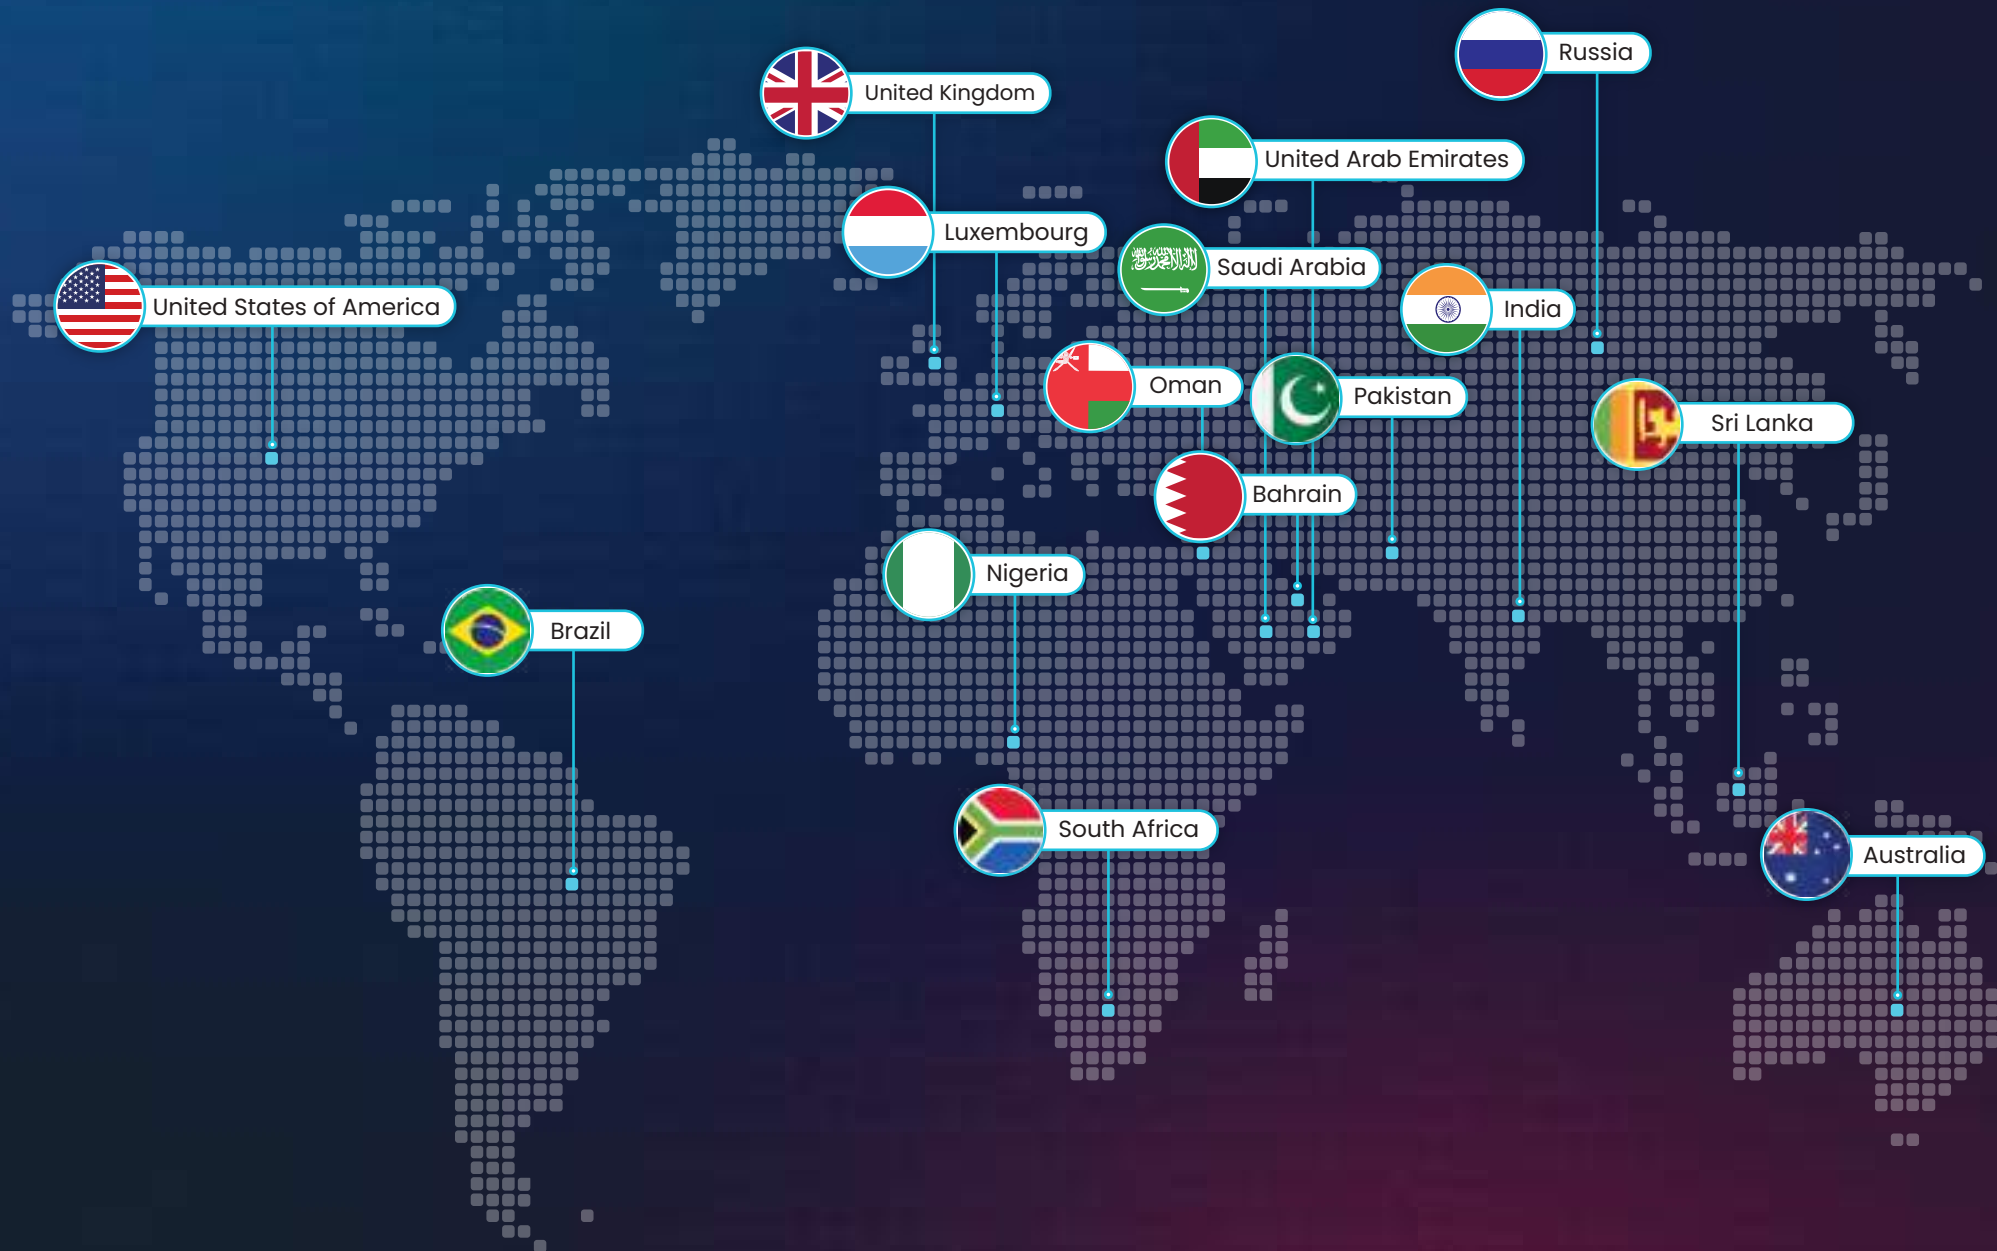 Russia
United Kingdom
United Arab Emirates
Luxembourg
Saudi Arabia
United States of America
India
Oman
Pakistan
Sri Lanka
Bahrain
Nigeria
Brazil
South Africa
Australia